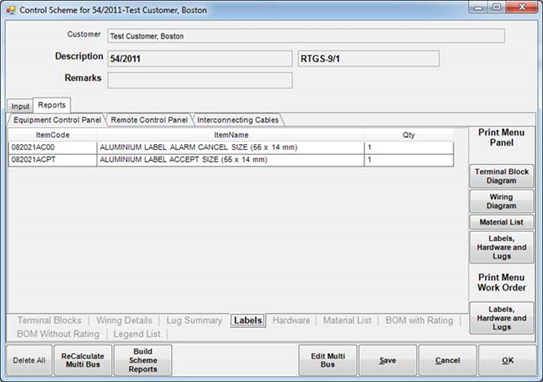 Control Scheme for 54/2011-Test Customer, Boston
Customer Test Customer, Boston
Description 54/2011 RTGS-9/1
Remarks
Input Reports
Equipment Control Panel Remote Control Panel Interconnecting Cables
ItemCode ItemName Qty
082021AC00 ALUMINIUM LABEL ALARM CANCEL SIZE (55 x 14 mm) 1
082021ACPT ALUMINIUM LABEL ACCEPT SIZE (55 x 14 mm) 1
Print Menu
Panel
Terminal Block
Diagram
Wiring
Diagram
Material List
Labels,
Hardware and
Lugs
Print Menu
Work Order
Labels,
Hardware and
Lugs
Terminal Blocks Wiring Details Lug Summary Labels Hardware Material List BOM with Rating
BOM Without Rating Legend List
Delete All
ReCalculate
Multi Bus
Build
Scheme
Reports
Edit Multi
Bus
Save
Cancel
OK